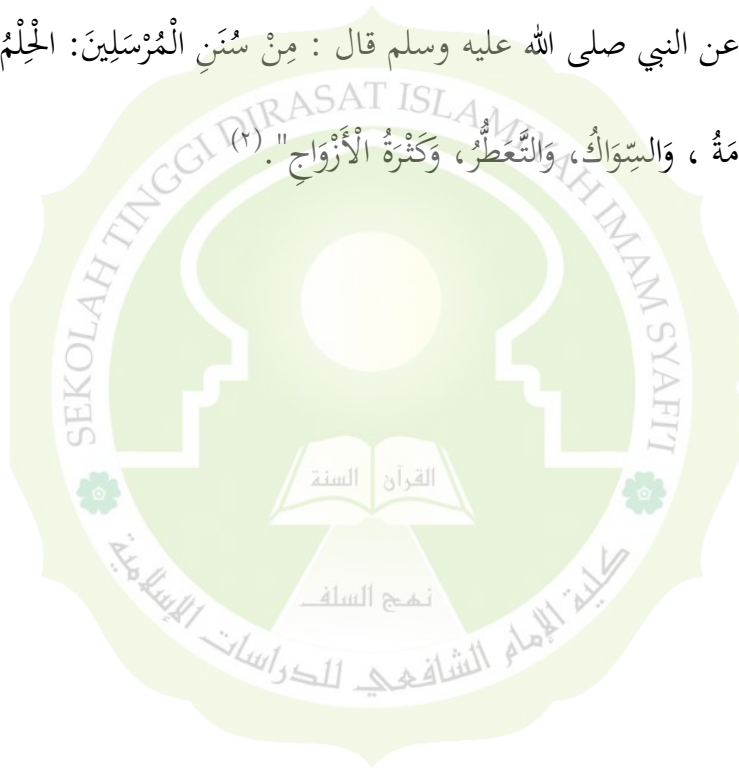 عن النبي صلى الله عليه وسلم قال : مِنْ سُنَنِ الْمُرْسَلِينَ: الْحِلْمُ
مَةُ ، وَالسِّوَاكُ، وَالتَّعَطُّرُ، وَكَثْرَةُ الْأَزْوَاجِ". (٢)
SEKOLAH TINGGI DIRASAT ISLAMIYAH IMAM SYAFI'I
القرآن السنة
نهج السلف
كلية الإمام الشافعي للدراسات الإسلامية